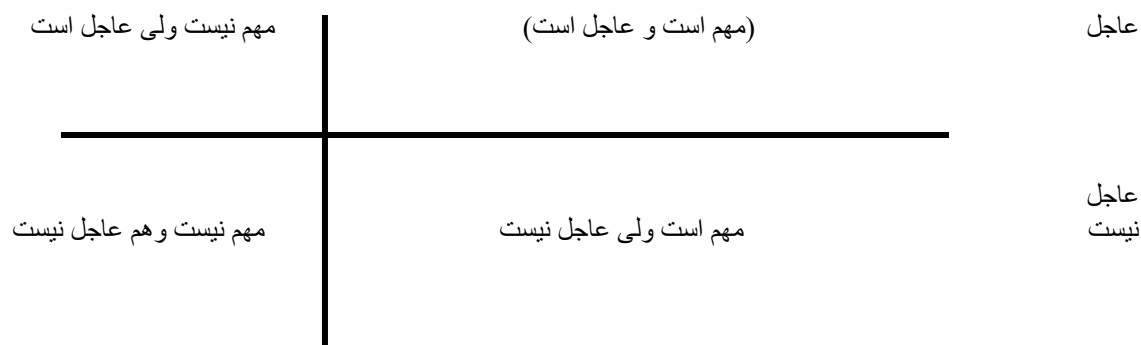 عاجل
(مهم است و عاجل است)
مهم نیست ولی عاجل است
عاجل
نیست
مهم است ولی عاجل نیست
مهم نیست وهم عاجل نیست